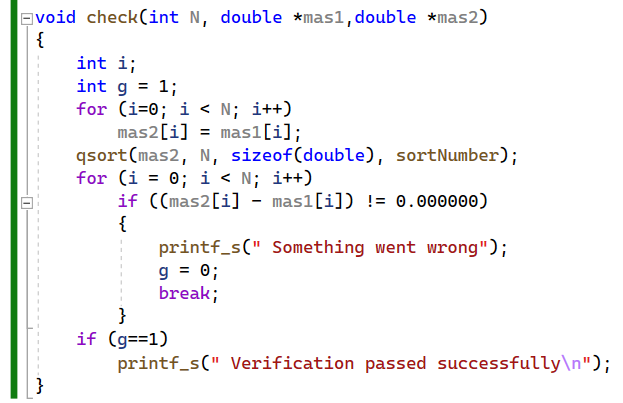 void check(int N, double *mas1,double *mas2)
{
    int i;
    int g = 1;
    for (i=0; i < N; i++)
        mas2[i] = mas1[i];
    qsort(mas2, N, sizeof(double), sortNumber);
    for (i = 0; i < N; i++)
        if ((mas2[i] - mas1[i]) != 0.000000)
        {
            printf_s(" Something went wrong");
            g = 0;
            break;
        }
    if (g==1)
        printf_s(" Verification passed successfully\n");
}